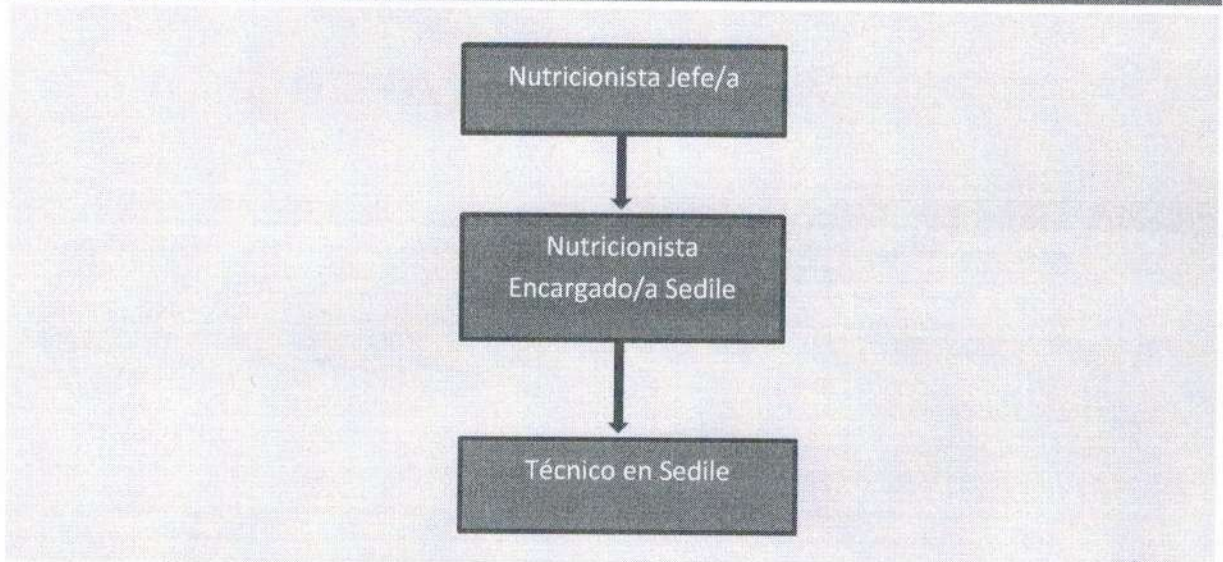 Nutricionista Jefe/a
Nutricionista
Encargado/a Sedile
Técnico en Sedile